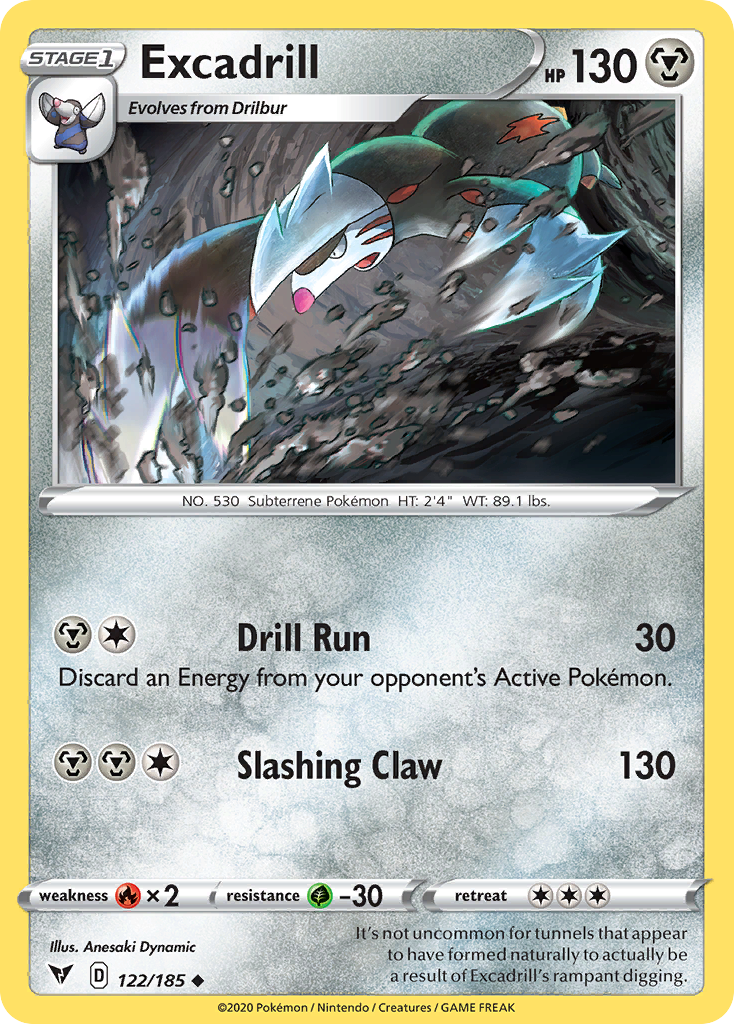 STAGE 1
Excadrill
HP 130
Evolves from Drilbur
NO. 530 Subterrene Pokémon HT: 2'4" WT: 89.1 lbs.
Drill Run 30
Discard an Energy from your opponent's Active Pokémon.
Slashing Claw 130
weakness ×2 resistance -30 retreat
Illus. Anesaki Dynamic
D 122/185
It's not uncommon for tunnels that appear
to have formed naturally to actually be
a result of Excadrill's rampant digging.
©2020 Pokémon / Nintendo / Creatures / GAME FREAK